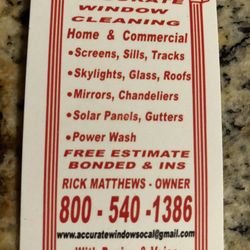 ACCURATE
WINDOW
CLEANING
Home & Commercial
•Screens, Sills, Tracks
•Skylights, Glass, Roofs
•Mirrors, Chandeliers
•Solar Panels, Gutters
•Power Wash
FREE ESTIMATE
BONDED & INS
RICK MATTHEWS - OWNER
800 - 540 -1386
www.accuratewindowsocal@gmail.com